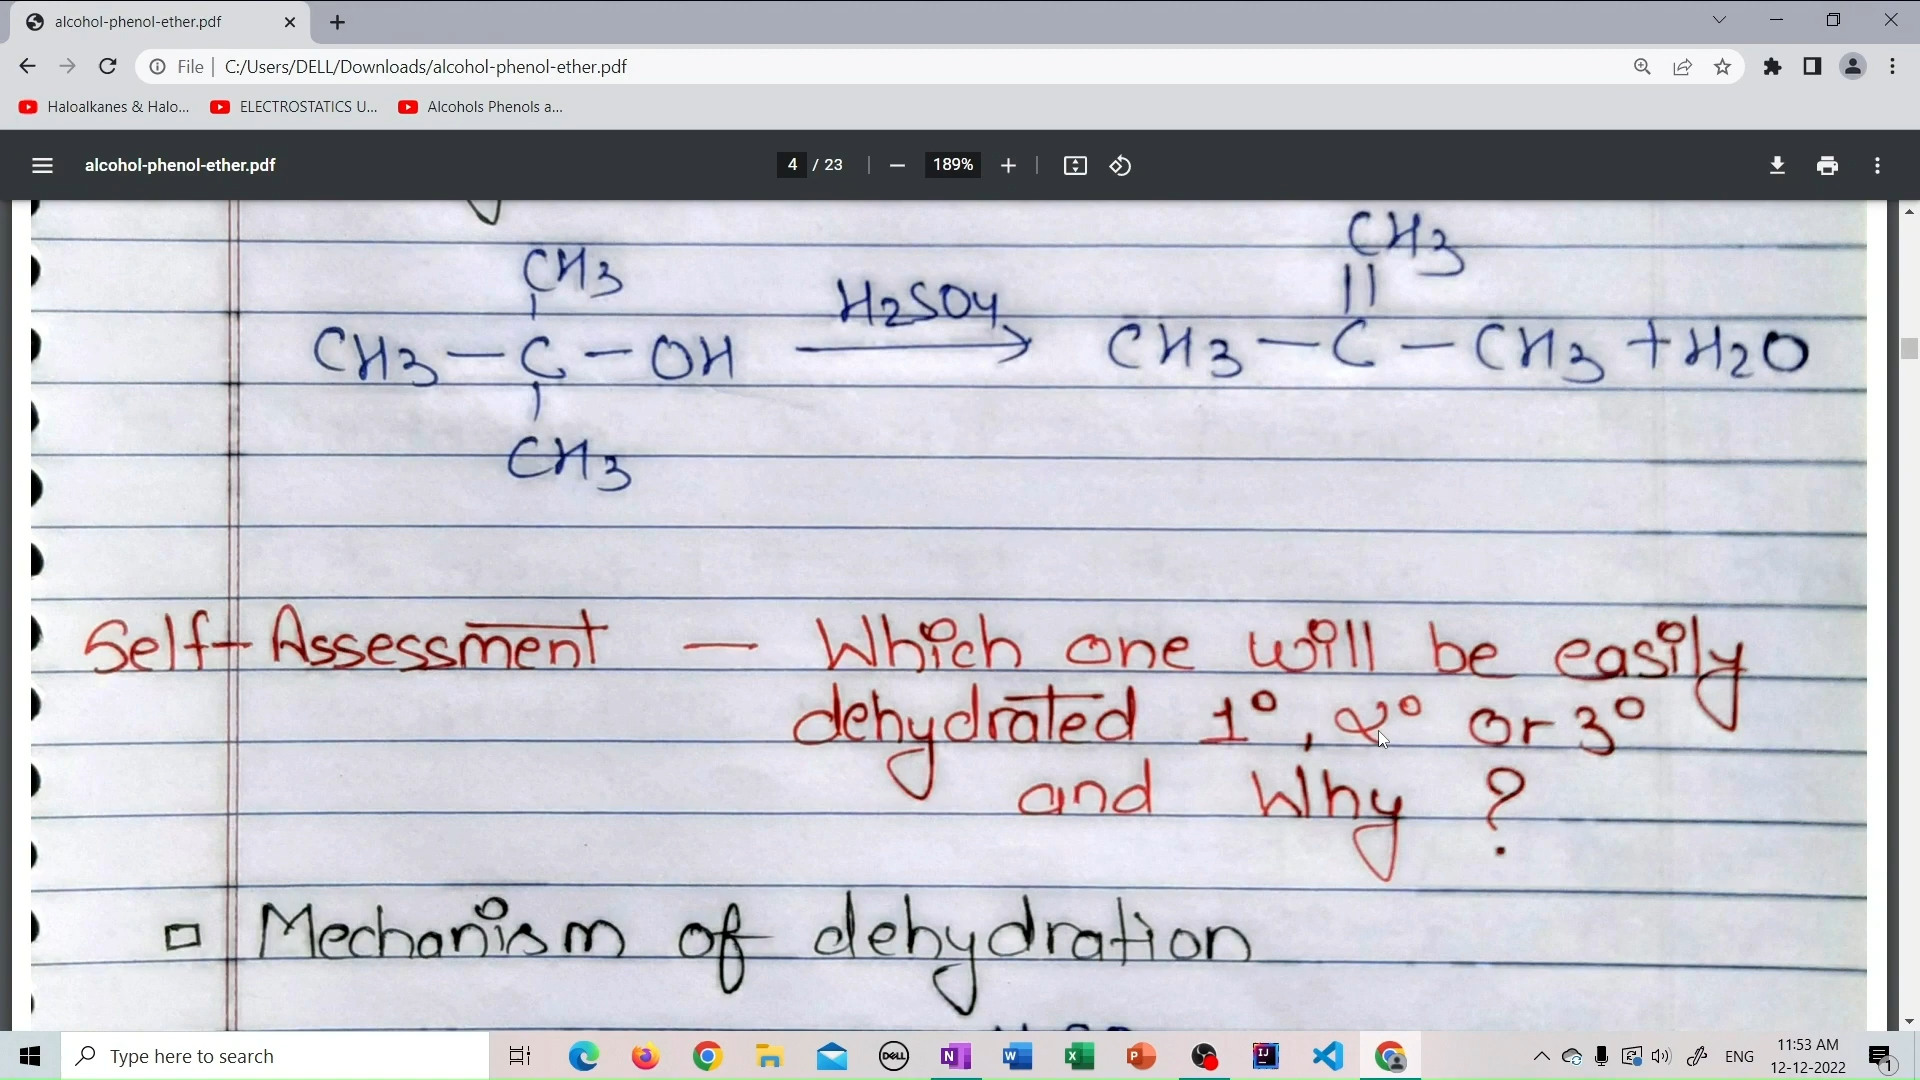 alcohol-phenol-ether.pdf
File | C:/Users/DELL/Downloads/alcohol-phenol-ether.pdf
Haloalkanes & Halo... ELECTROSTATICS U... Alcohols Phenols a...
alcohol-phenol-ether.pdf 4 / 23 189%
CH3 CH3
CH3 — C — OH H2SO4 → CH3 — C — CH3 + H2O
CH3
Self-Assessment — Which one will be easily
dehydrated 1°, 2° or 3°
and Why ?
□ Mechanism of dehydration
Type here to search DELL ENG 11:53 AM
12-12-2022 1